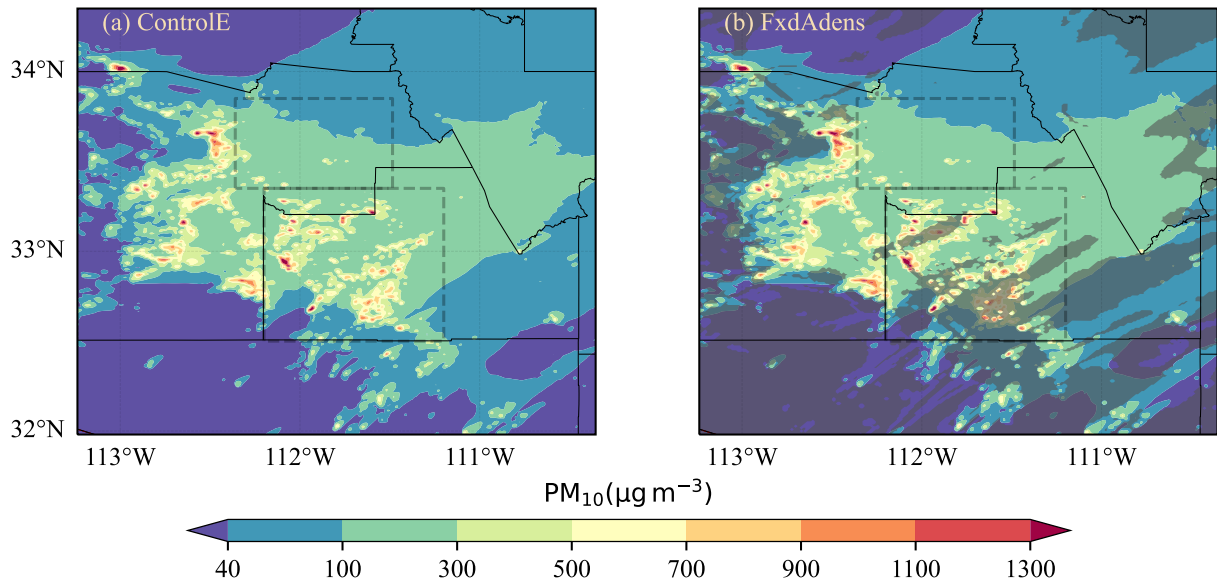 (a) ControlE
(b) FxdAdens
34°N
33°N
32°N
113°W 112°W 111°W
113°W 112°W 111°W
PM₁₀(μg m⁻³)
40 100 300 500 700 900 1100 1300